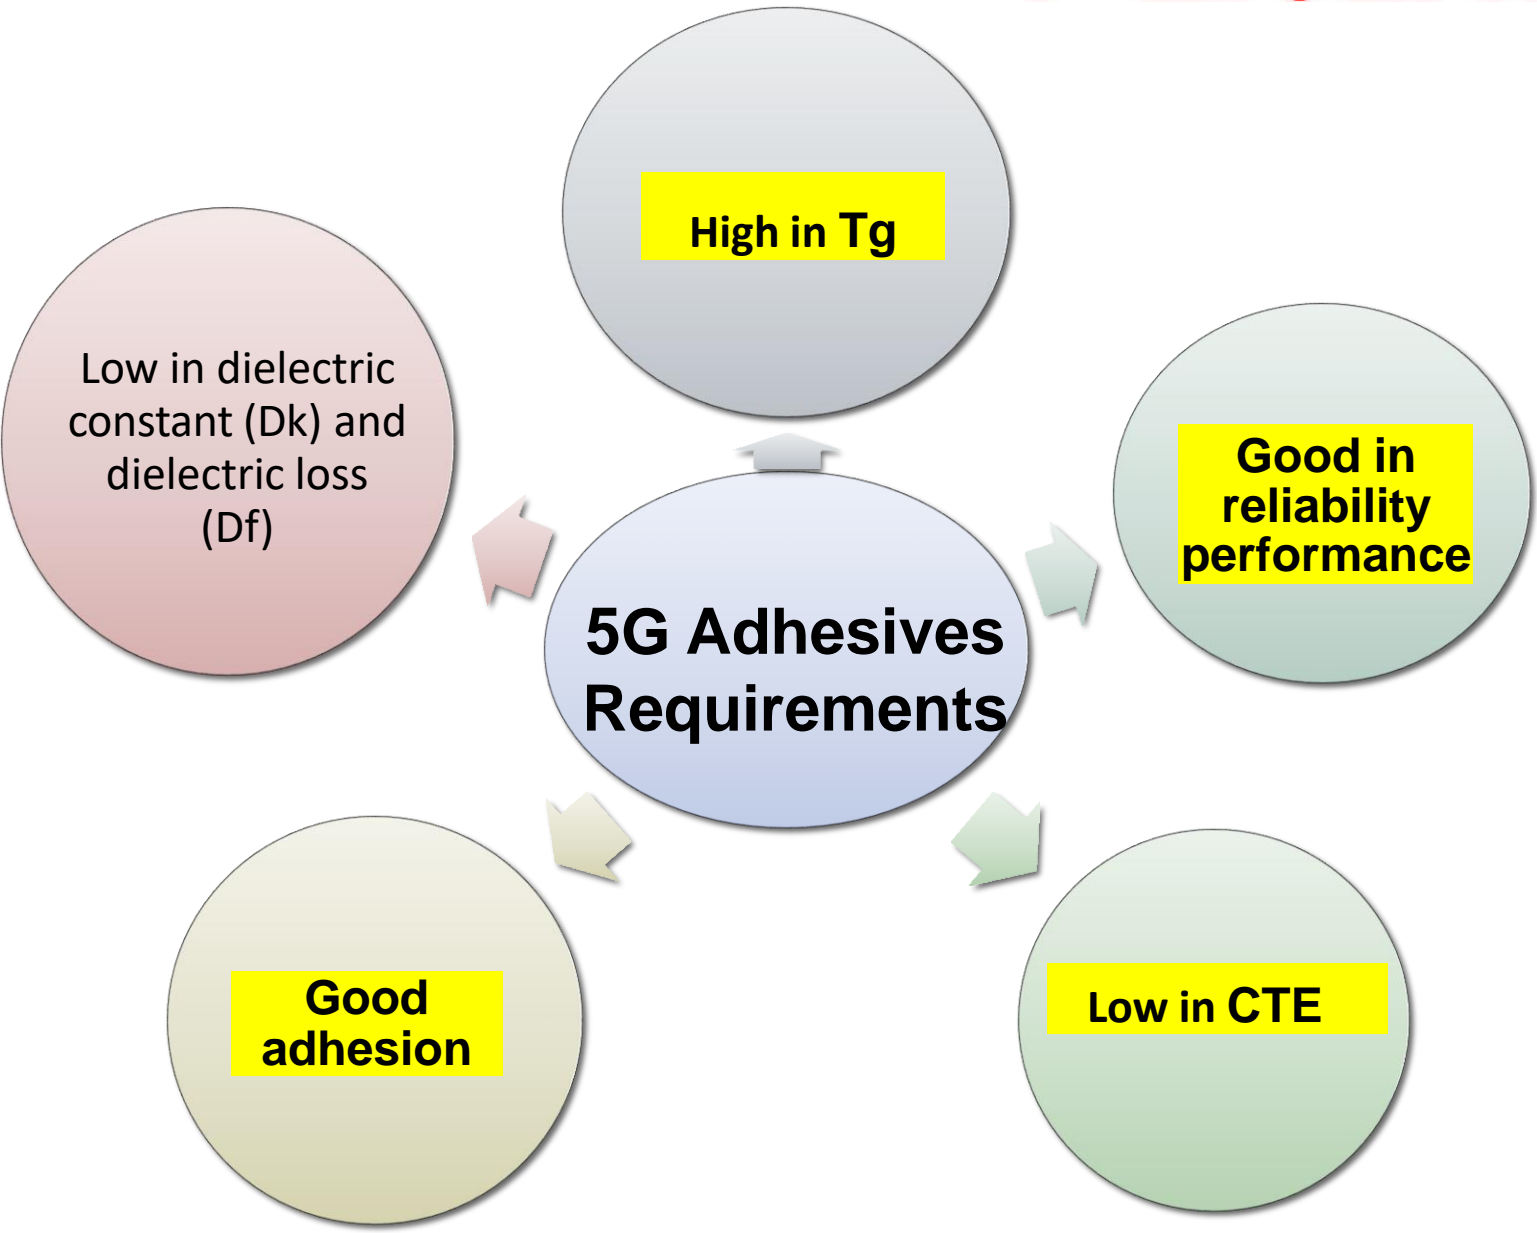 High in Tg
Low in dielectric
constant (Dk) and
dielectric loss
(Df)
Good in
reliability
performance
5G Adhesives
Requirements
Good
adhesion
Low in CTE